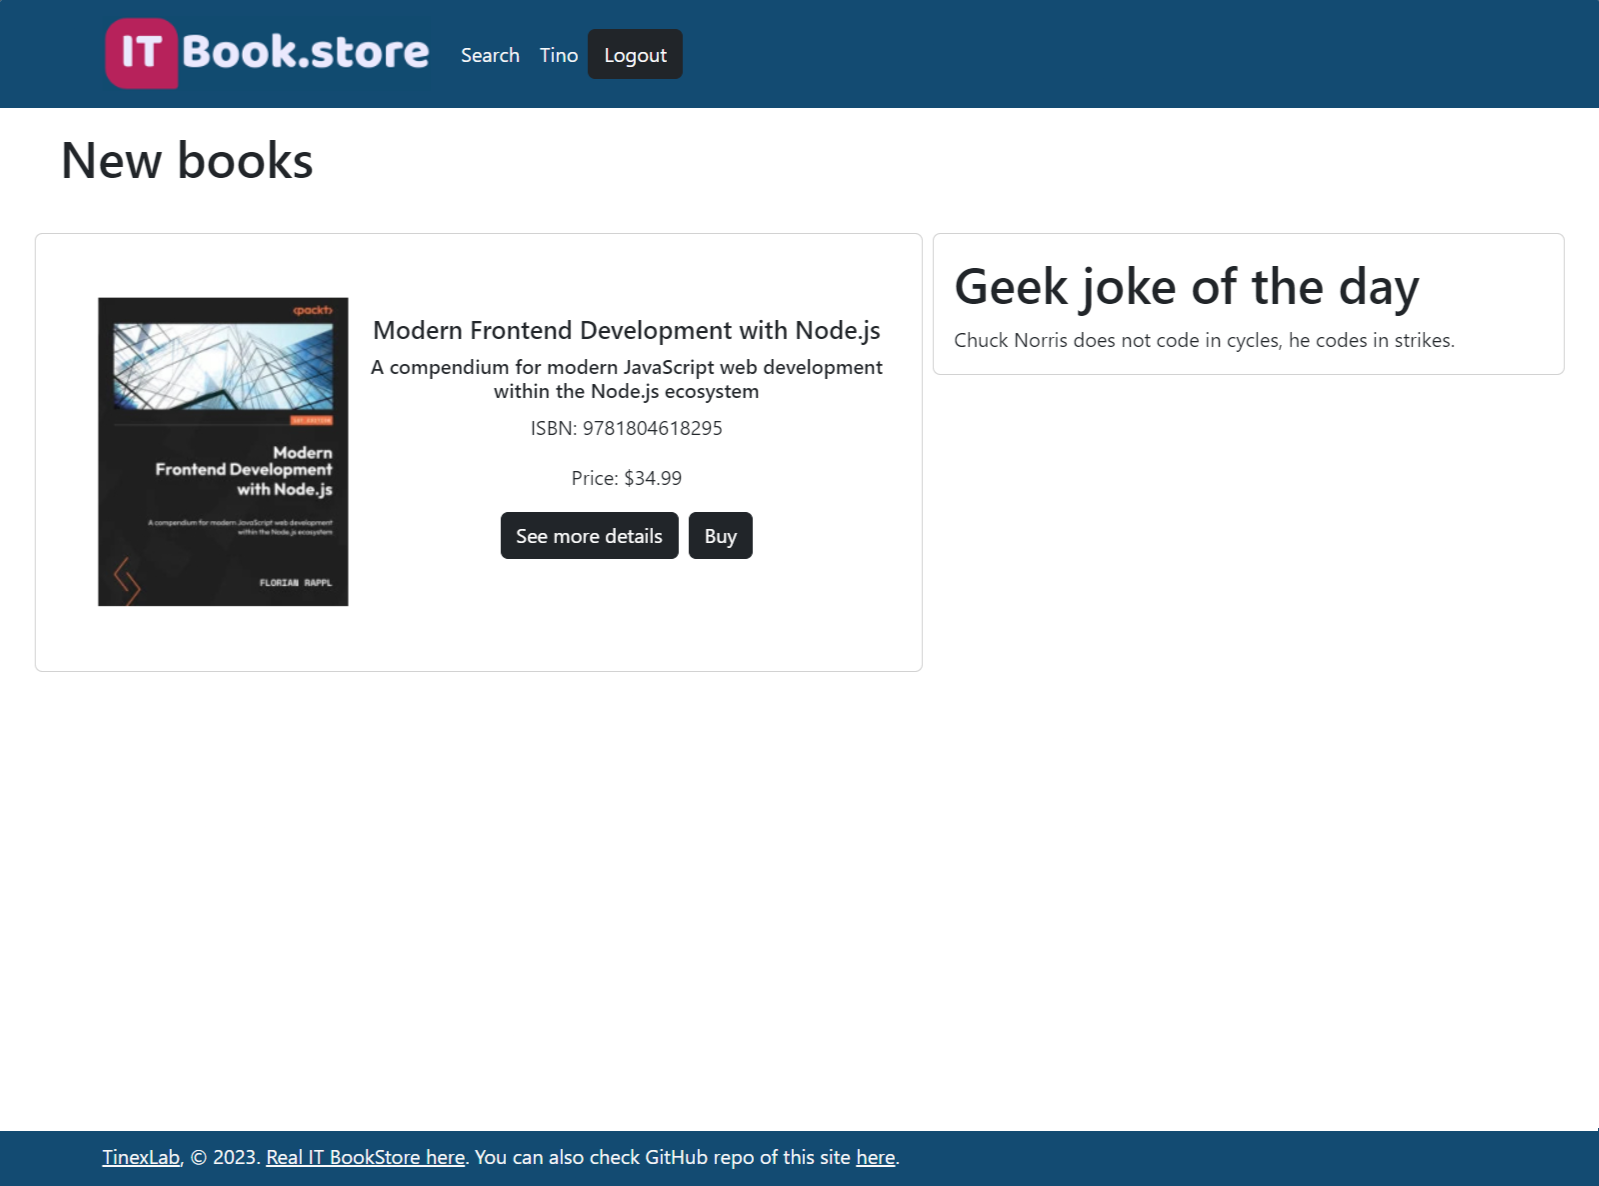 IT Book.store
Search
Tino
Logout
New books
<packt>
1ST EDITION
Modern
Frontend Development
with Node.js
A compendium for modern JavaScript web development
within the Node.js ecosystem
FLORIAN RAPPL
Modern Frontend Development with Node.js
A compendium for modern JavaScript web development
within the Node.js ecosystem
ISBN: 9781804618295
Price: $34.99
See more details
Buy
Geek joke of the day
Chuck Norris does not code in cycles, he codes in strikes.
TinexLab, © 2023. Real IT BookStore here. You can also check GitHub repo of this site here.